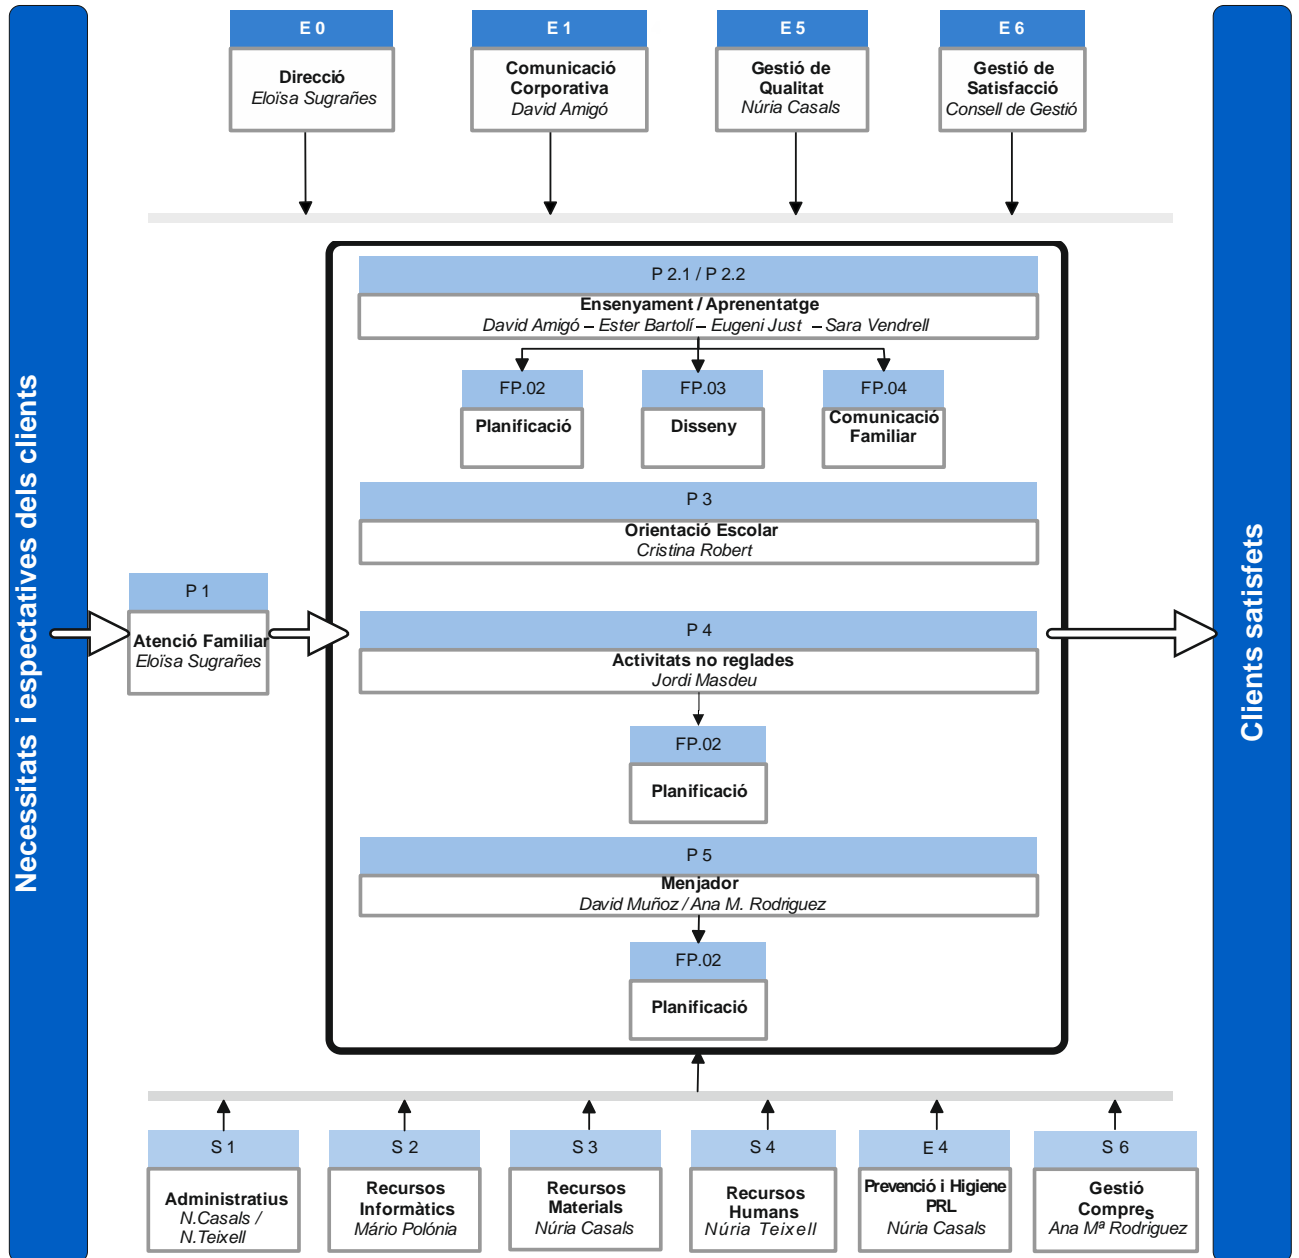 Necessitats i espectatives dels clients
E 0
Direcció
Eloïsa Sugrañes
E 1
Comunicació
Corporativa
David Amigó
E 5
Gestió de
Qualitat
Núria Casals
E 6
Gestió de
Satisfacció
Consell de Gestió
P 2.1 / P 2.2
Ensenyament / Aprenentatge
David Amigó – Ester Bartolí – Eugeni Just – Sara Vendrell
FP.02
Planificació
FP.03
Disseny
FP.04
Comunicació
Familiar
P 3
Orientació Escolar
Cristina Robert
P 1
Atenció Familiar
Eloïsa Sugrañes
P 4
Activitats no reglades
Jordi Masdeu
FP.02
Planificació
P 5
Menjador
David Muñoz / Ana M. Rodriguez
FP.02
Planificació
Clients satisfets
S 1
Administratius
N.Casals /
N.Teixell
S 2
Recursos
Informàtics
Mário Polónia
S 3
Recursos
Materials
Núria Casals
S 4
Recursos
Humans
Núria Teixell
E 4
Prevenció i Higiene
PRL
Núria Casals
S 6
Gestió
Compres
Ana Mª Rodriguez